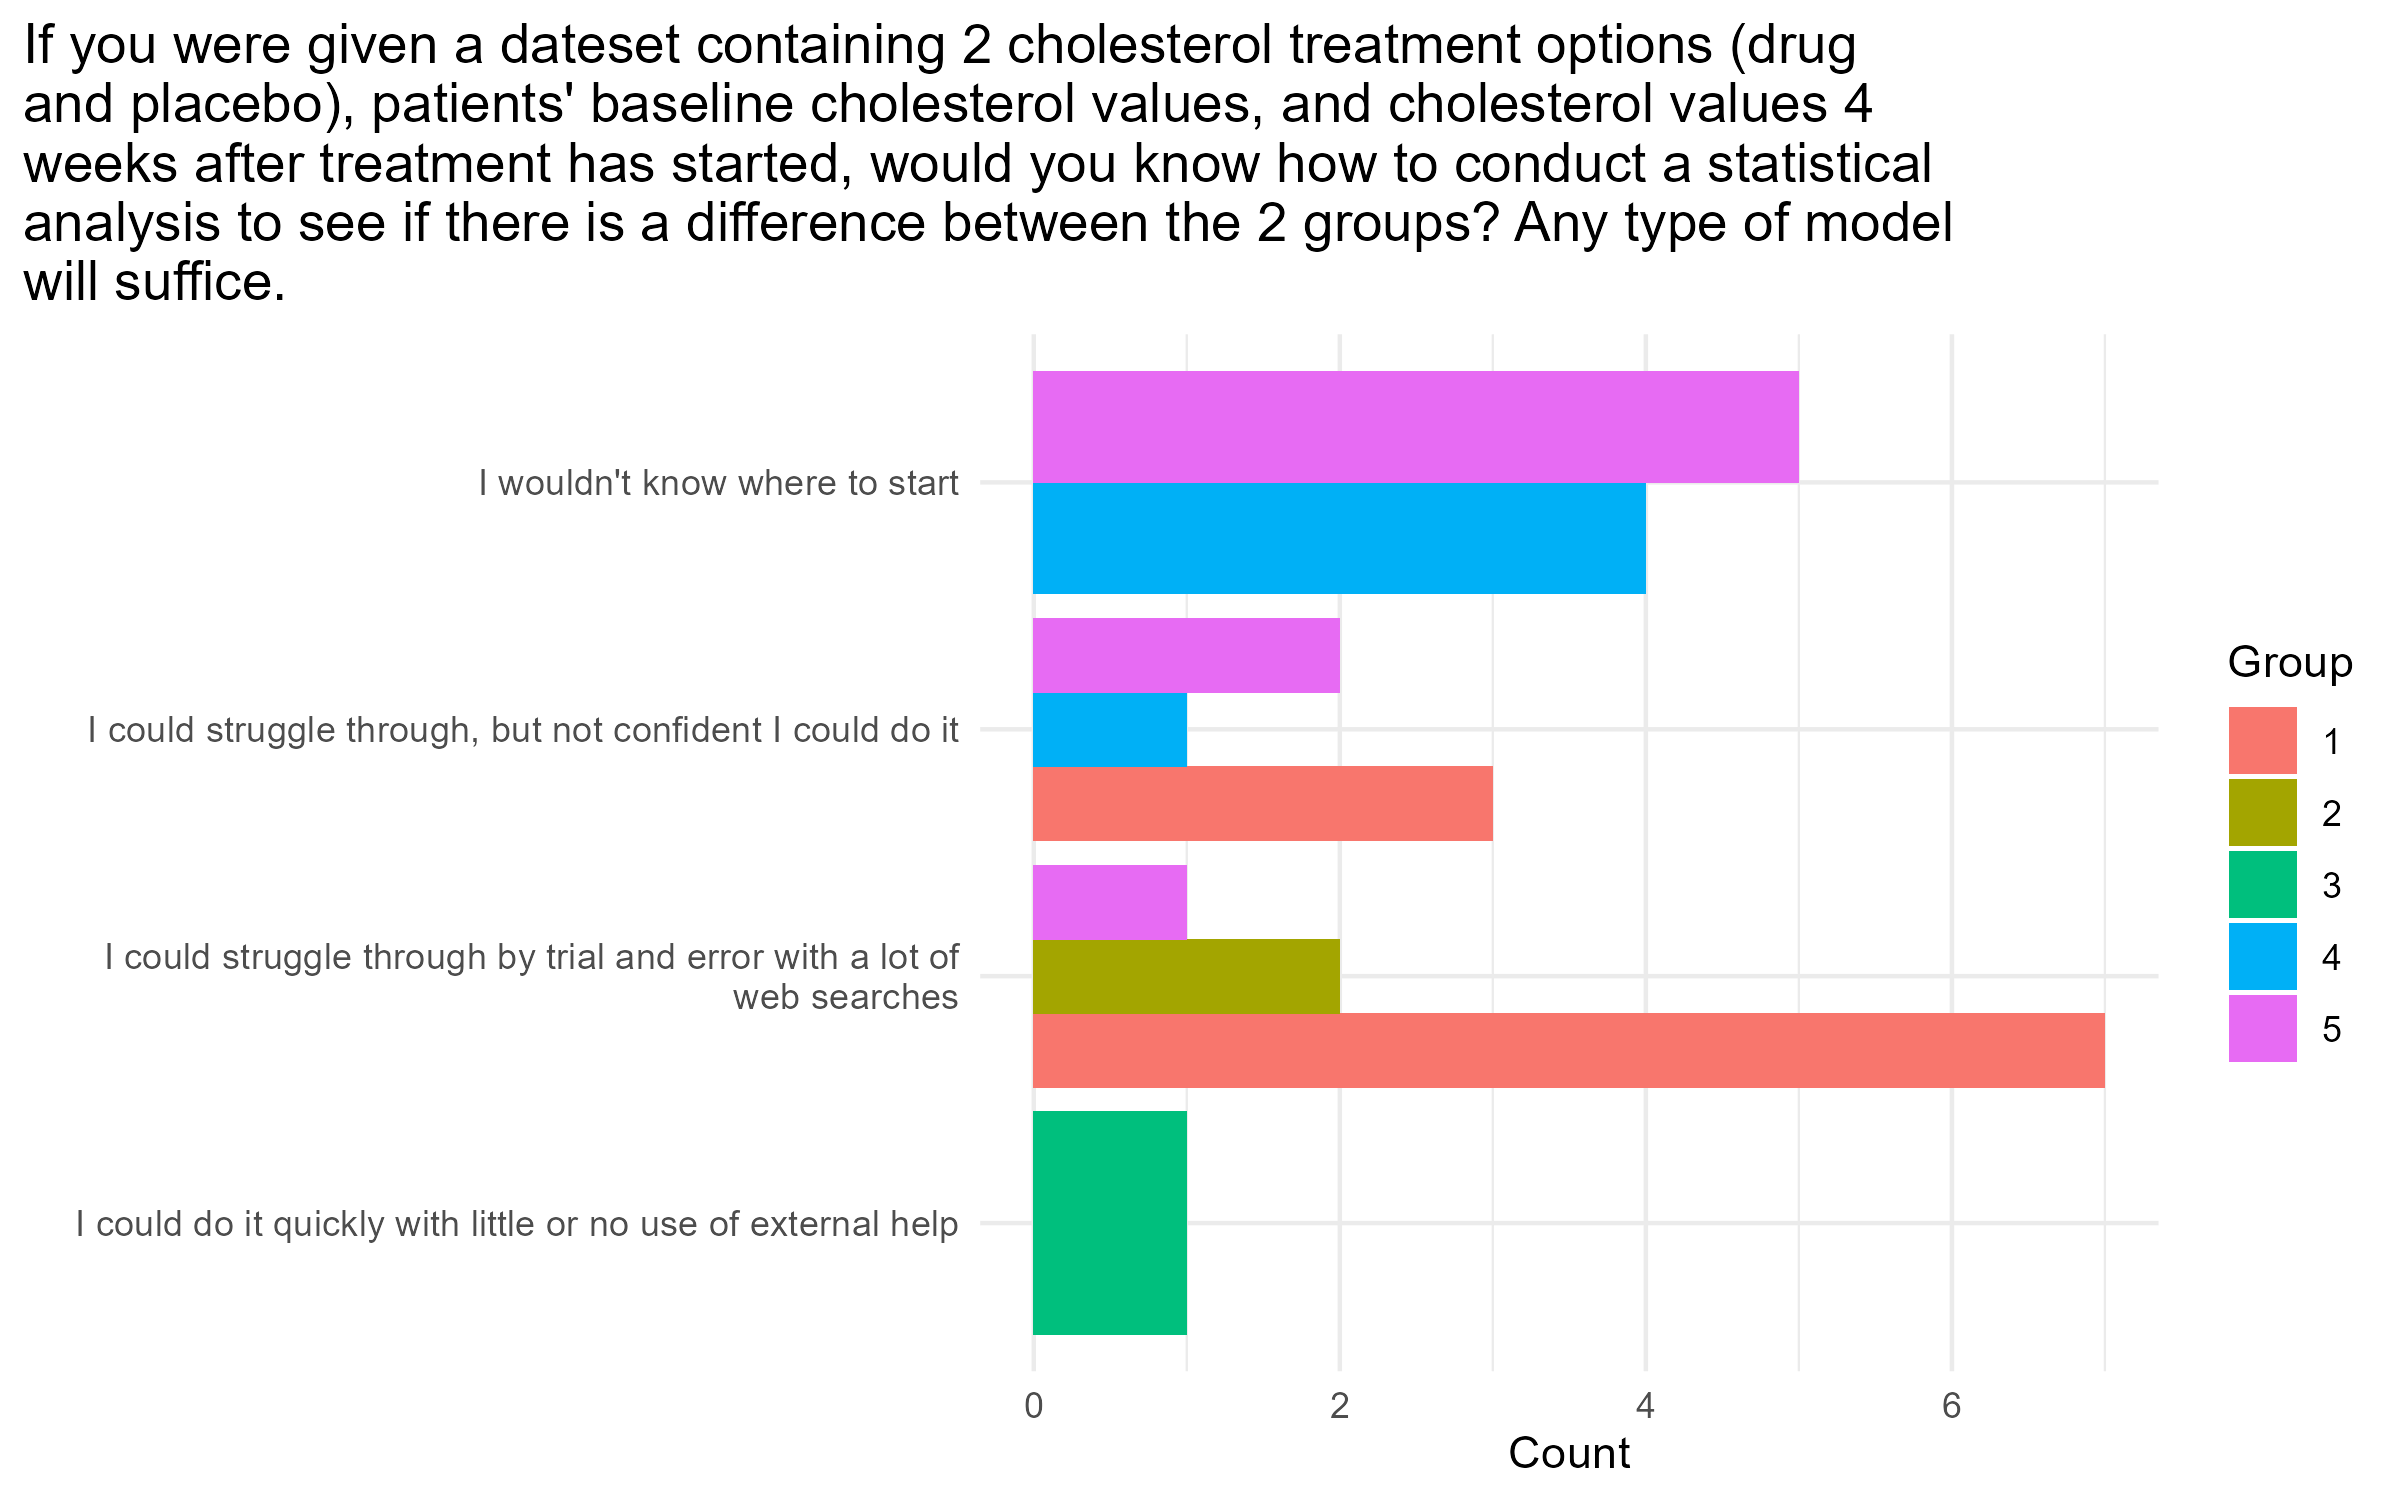 If you were given a dateset containing 2 cholesterol treatment options (drug
and placebo), patients' baseline cholesterol values, and cholesterol values 4
weeks after treatment has started, would you know how to conduct a statistical
analysis to see if there is a difference between the 2 groups? Any type of model
will suffice.
I wouldn't know where to start
I could struggle through, but not confident I could do it
I could struggle through by trial and error with a lot of
web searches
I could do it quickly with little or no use of external help
0 2 4 6
Count
Group
1
2
3
4
5